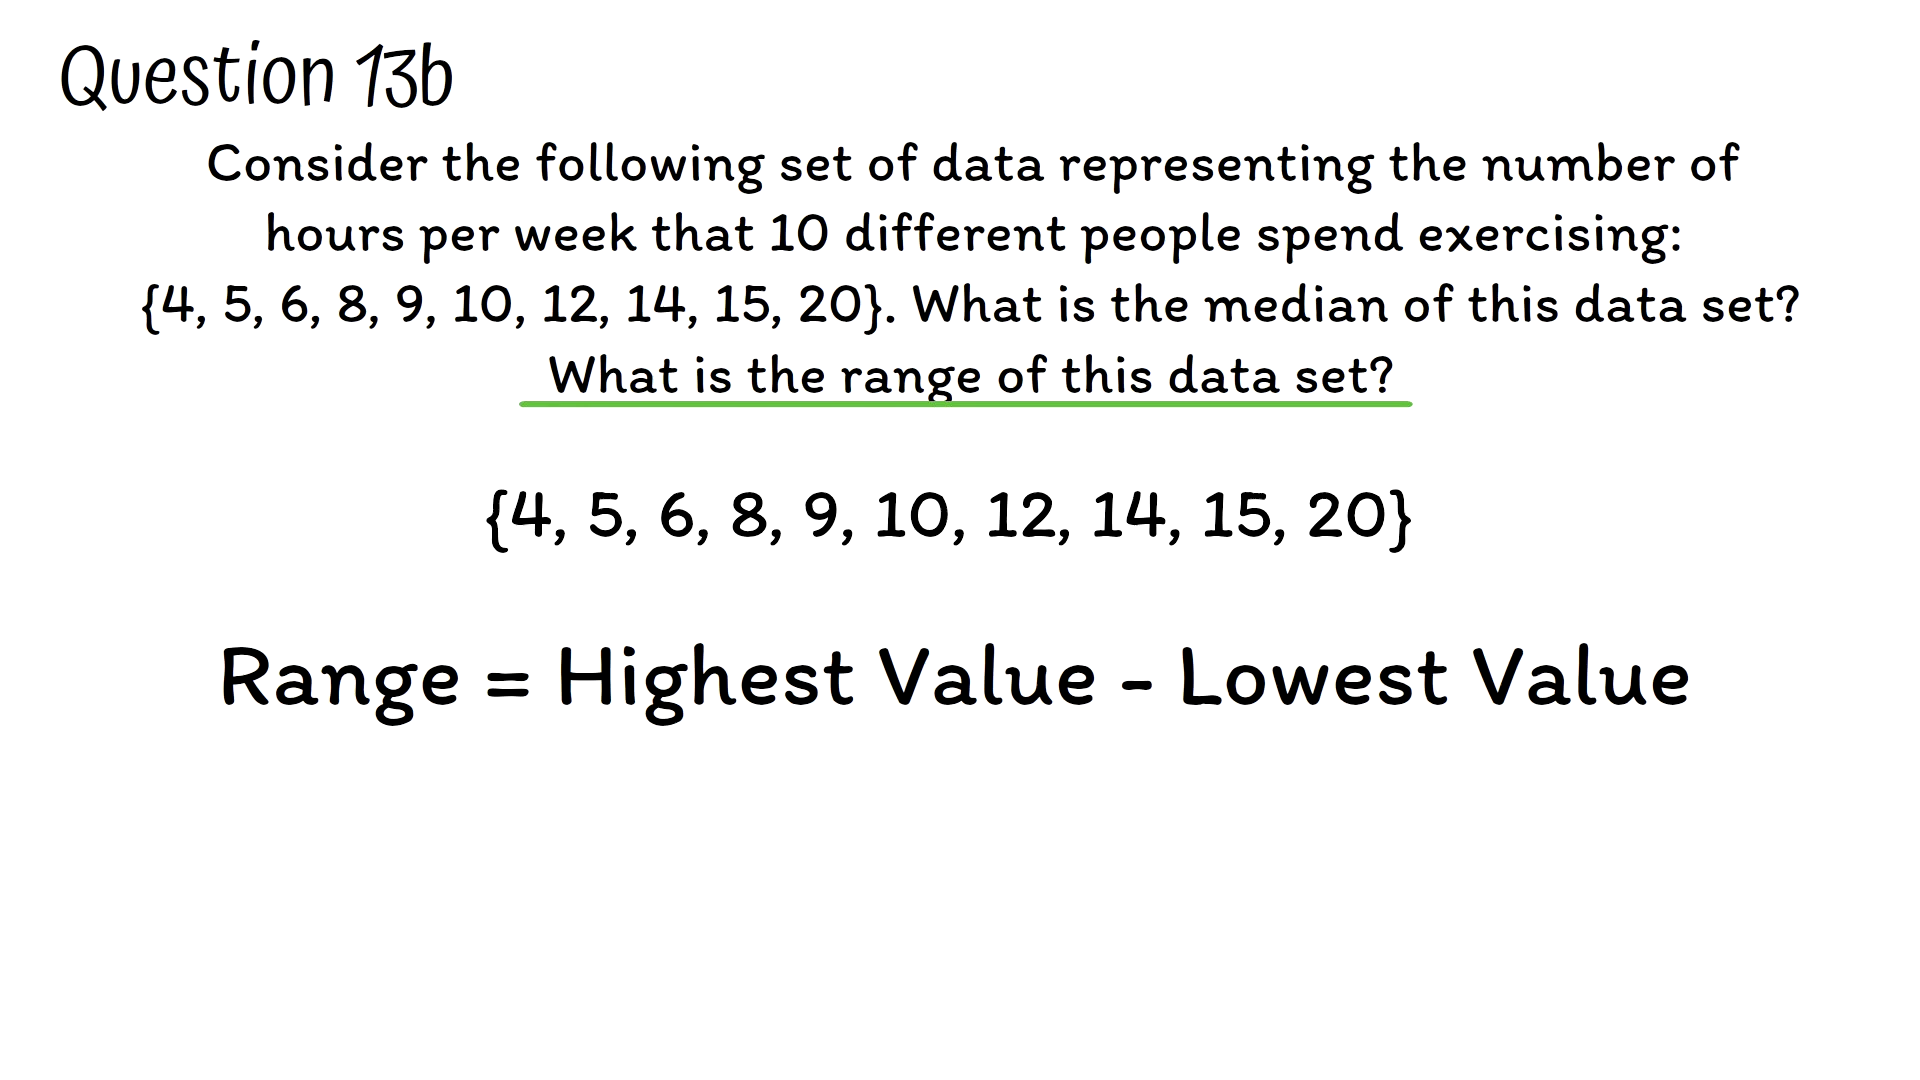 Question 13b
Consider the following set of data representing the number of
hours per week that 10 different people spend exercising:
{4, 5, 6, 8, 9, 10, 12, 14, 15, 20}. What is the median of this data set?
What is the range of this data set?
{4, 5, 6, 8, 9, 10, 12, 14, 15, 20}
Range = Highest Value - Lowest Value